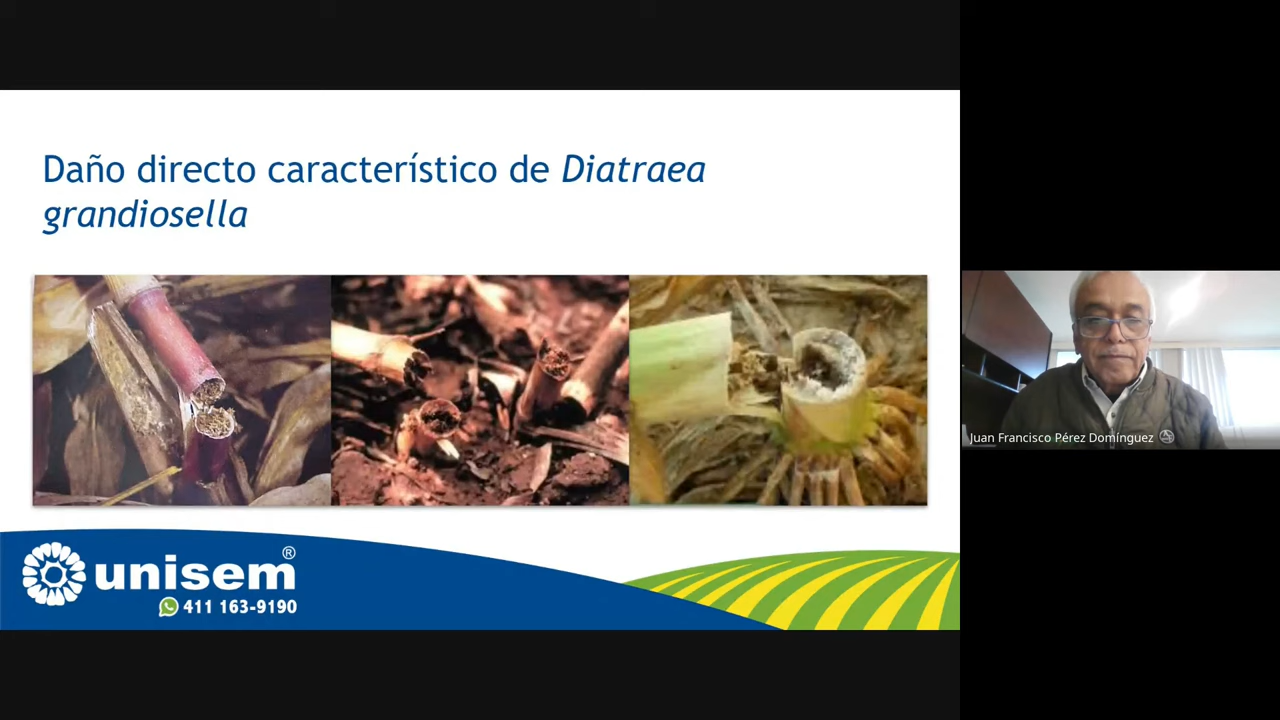 Daño directo característico de Diatraea
grandiosella
unisem®
411 163-9190
Juan Francisco Pérez Domínguez